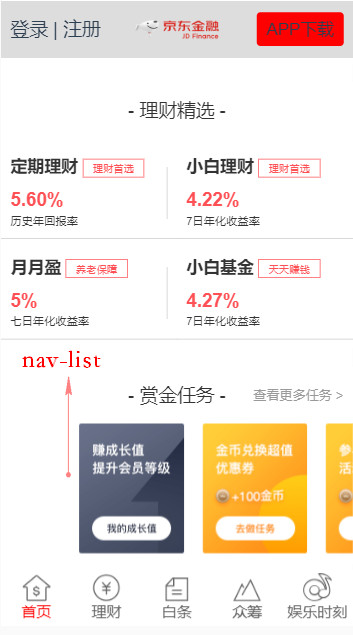 登录 | 注册 京东金融 APP下载
JD Finance
- 理财精选 -
定期理财 理财首选 小白理财 理财首选
5.60% 4.22%
历史年回报率 7日年化收益率
月月盈 养老保障 小白基金 天天赚钱
5% 4.27%
七日年化收益率 7日年化收益率
nav-list
- 赏金任务 - 查看更多任务 >
赚成长值 金币兑换超值 参
提升会员等级 优惠券 活
+100金币
我的成长值 去做任务
首页 理财 白条 众筹 娱乐时刻